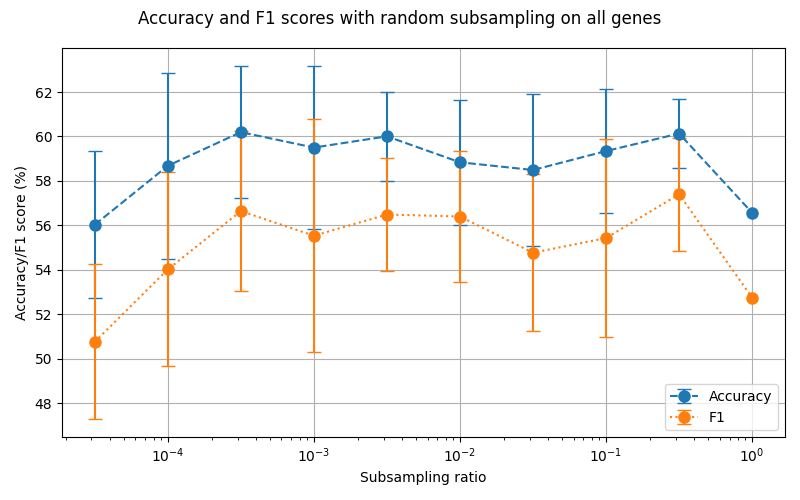 Accuracy and F1 scores with random subsampling on all genes
Accuracy/F1 score (%)
62
60
58
56
54
52
50
48
10⁻⁴
10⁻³
10⁻²
10⁻¹
10⁰
Subsampling ratio
Accuracy
F1